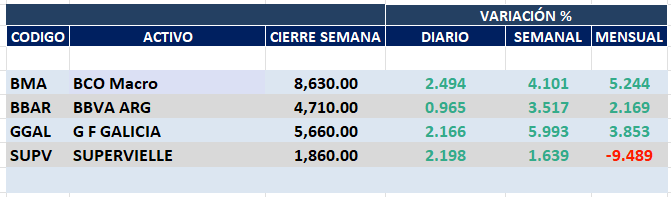 VARIACIÓN %
CODIGO ACTIVO CIERRE SEMANA DIARIO SEMANAL MENSUAL
BMA BCO Macro 8,630.00 2.494 4.101 5.244
BBAR BBVA ARG 4,710.00 0.965 3.517 2.169
GGAL G F GALICIA 5,660.00 2.166 5.993 3.853
SUPV SUPERVIELLE 1,860.00 2.198 1.639 -9.489